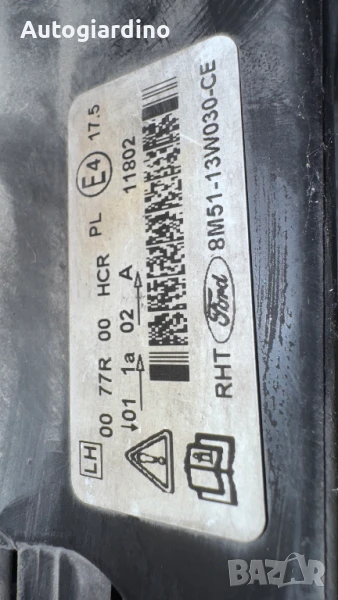 Autogiardino
LH
00 77R 00 HCR PL E4 17.5
↓01 1a 02 A 11802
RHT Ford 8M51-13W030-CE
BAZAR